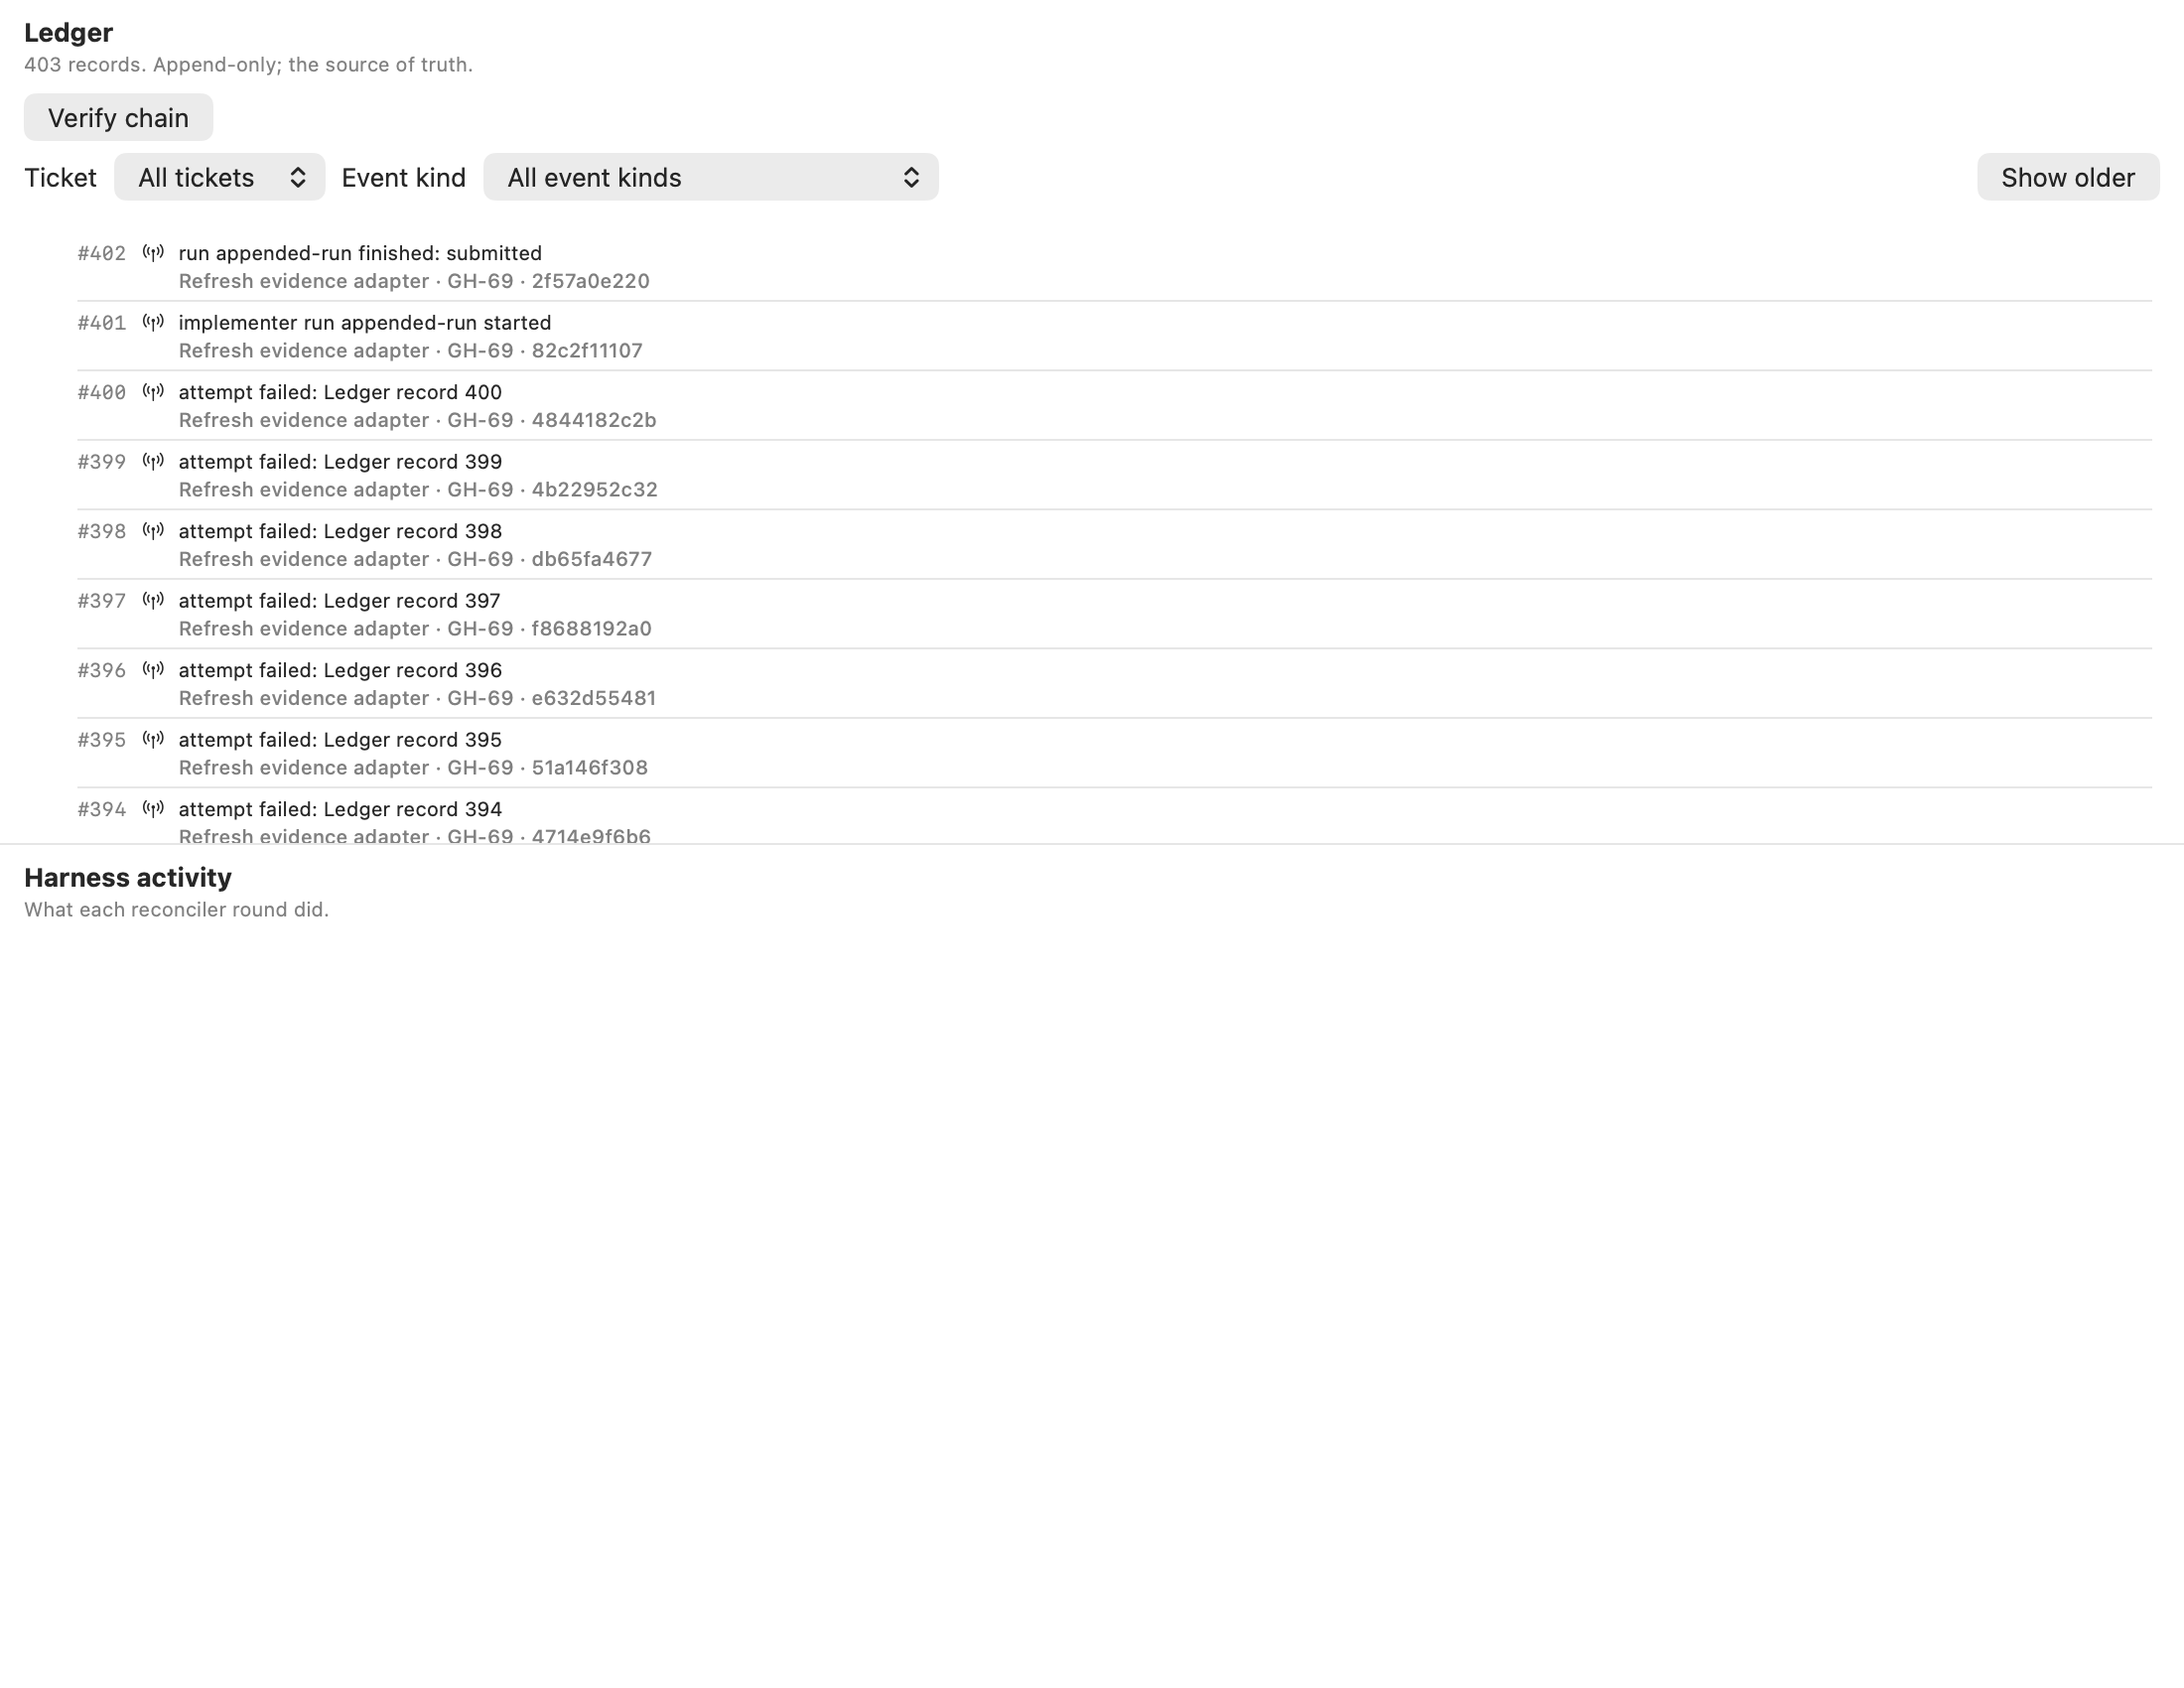 Ledger
403 records. Append-only; the source of truth.
Verify chain
Ticket All tickets Event kind All event kinds Show older
#402 run appended-run finished: submitted
Refresh evidence adapter · GH-69 · 2f57a0e220
#401 implementer run appended-run started
Refresh evidence adapter · GH-69 · 82c2f11107
#400 attempt failed: Ledger record 400
Refresh evidence adapter · GH-69 · 4844182c2b
#399 attempt failed: Ledger record 399
Refresh evidence adapter · GH-69 · 4b22952c32
#398 attempt failed: Ledger record 398
Refresh evidence adapter · GH-69 · db65fa4677
#397 attempt failed: Ledger record 397
Refresh evidence adapter · GH-69 · f8688192a0
#396 attempt failed: Ledger record 396
Refresh evidence adapter · GH-69 · e632d55481
#395 attempt failed: Ledger record 395
Refresh evidence adapter · GH-69 · 51a146f308
#394 attempt failed: Ledger record 394
Refresh evidence adapter · GH-69 · 4714e9f6b6
Harness activity
What each reconciler round did.